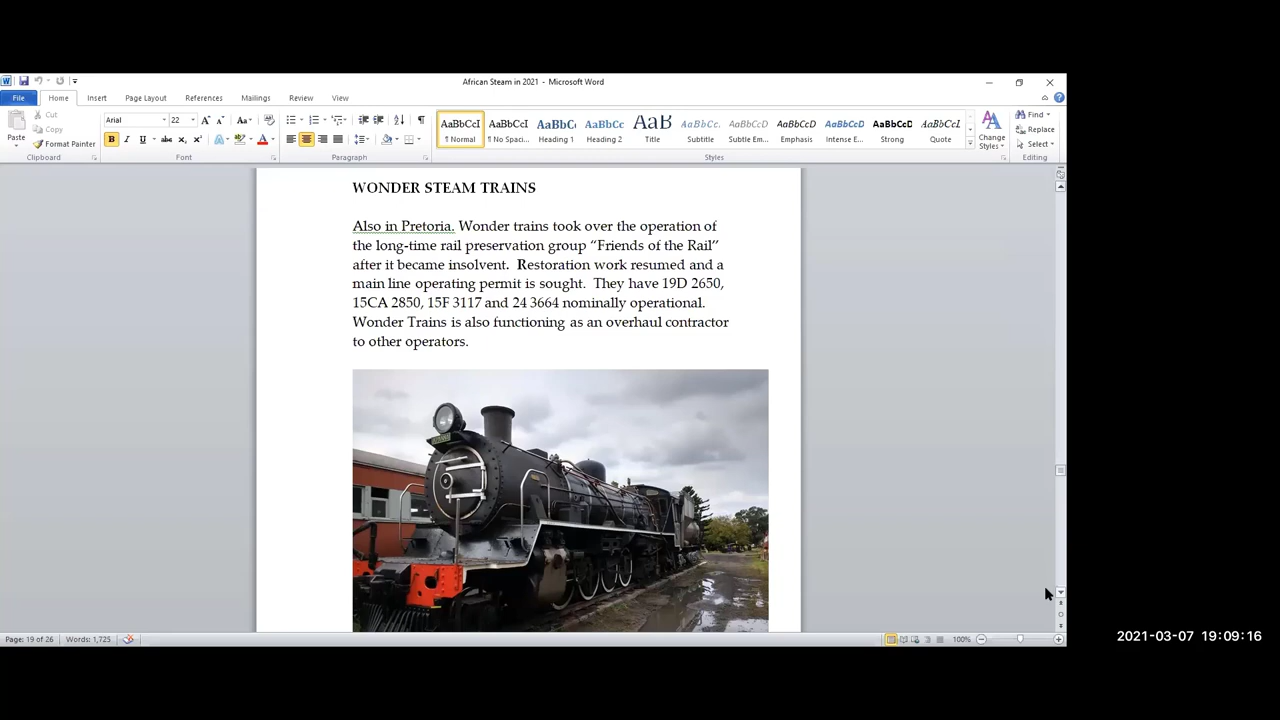 African Steam in 2021 - Microsoft Word
File Home Insert Page Layout References Mailings Review View
Paste
Cut
Copy
Format Painter
Clipboard
Arial 22
Font
Paragraph
AaBbCcI AaBbCcI AaBbCc AaBbCc AaB AaBbCc. AaBbCcD AaBbCcD AaBbCcD AaBbCcD AaBbCcI
¶ Normal ¶ No Spaci... Heading 1 Heading 2 Title Subtitle Subtle Em... Emphasis Intense E... Strong Quote
Styles
Change Styles
Find
Replace
Select
Editing
WONDER STEAM TRAINS
Also in Pretoria. Wonder trains took over the operation of
the long-time rail preservation group “Friends of the Rail”
after it became insolvent. Restoration work resumed and a
main line operating permit is sought. They have 19D 2650,
15CA 2850, 15F 3117 and 24 3664 nominally operational.
Wonder Trains is also functioning as an overhaul contractor
to other operators.
Page: 19 of 26 Words: 1,725 100%
2021-03-07 19:09:16